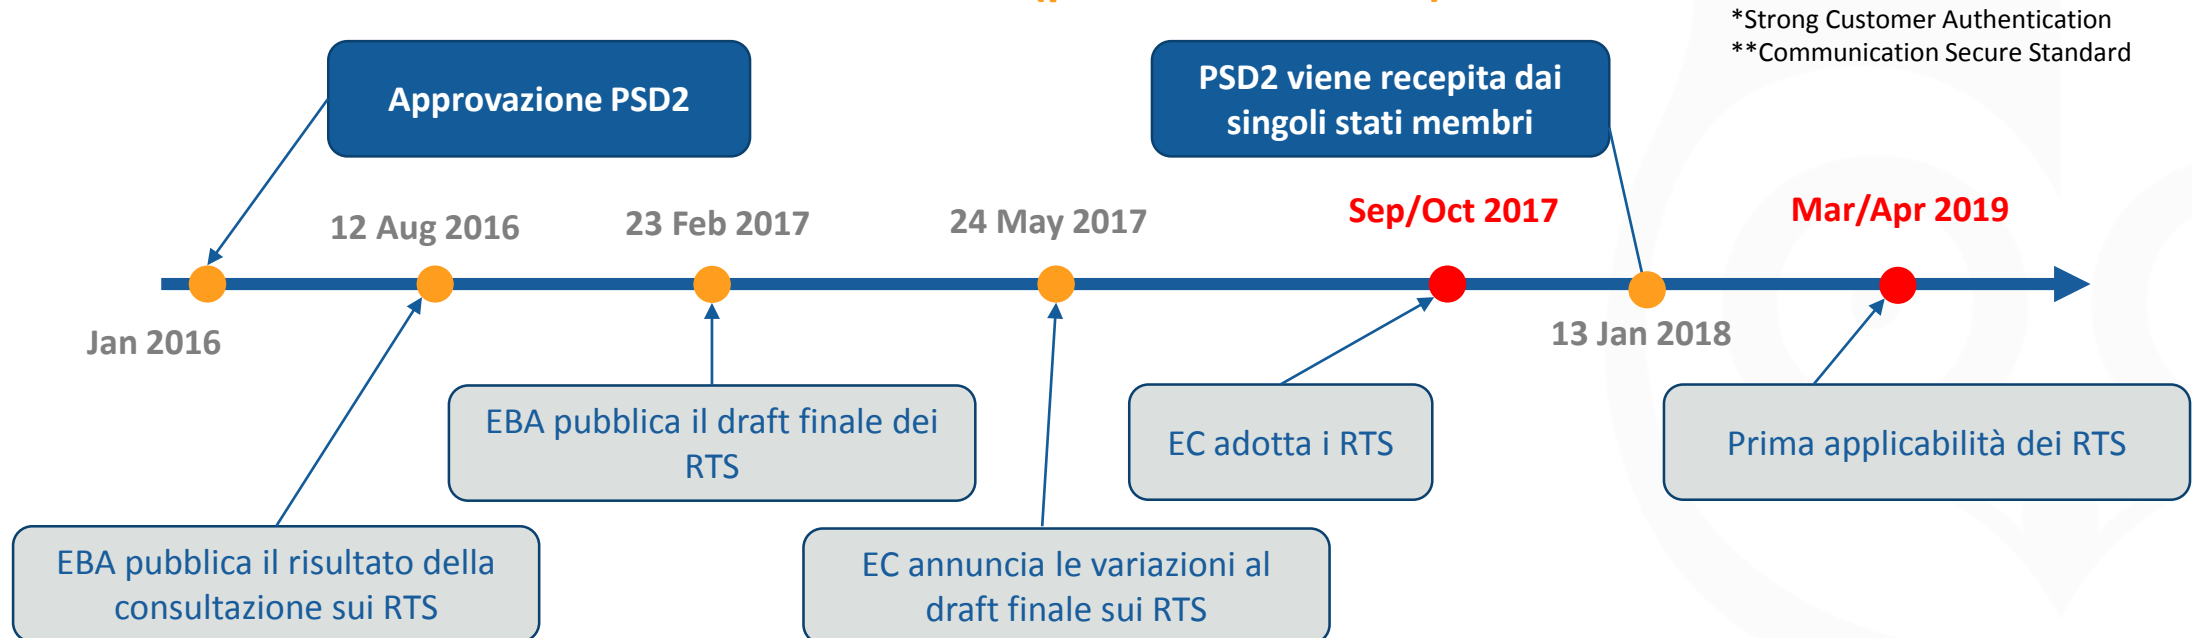 *Strong Customer Authentication
**Communication Secure Standard
Approvazione PSD2
PSD2 viene recepita dai
singoli stati membri
12 Aug 2016
23 Feb 2017
24 May 2017
Sep/Oct 2017
Mar/Apr 2019
Jan 2016
13 Jan 2018
EBA pubblica il draft finale dei
RTS
EC adotta i RTS
Prima applicabilità dei RTS
EBA pubblica il risultato della
consultazione sui RTS
EC annuncia le variazioni al
draft finale sui RTS